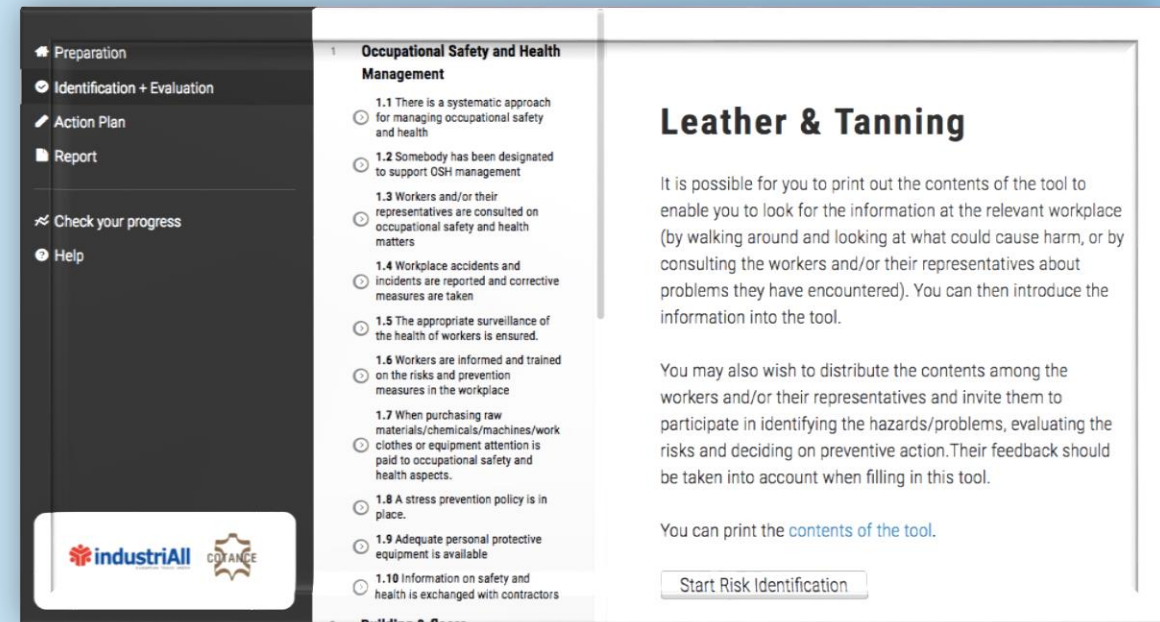 Preparation
Identification + Evaluation
Action Plan
Report
Check your progress
Help
industriAll
COTANCE
1 Occupational Safety and Health
Management
1.1 There is a systematic approach
for managing occupational safety
and health
1.2 Somebody has been designated
to support OSH management
1.3 Workers and/or their
representatives are consulted on
occupational safety and health
matters
1.4 Workplace accidents and
incidents are reported and corrective
measures are taken
1.5 The appropriate surveillance of
the health of workers is ensured.
1.6 Workers are informed and trained
on the risks and prevention
measures in the workplace
1.7 When purchasing raw
materials/chemicals/machines/work
clothes or equipment attention is
paid to occupational safety and
health aspects.
1.8 A stress prevention policy is in
place.
1.9 Adequate personal protective
equipment is available
1.10 Information on safety and
health is exchanged with contractors
Leather & Tanning
It is possible for you to print out the contents of the tool to
enable you to look for the information at the relevant workplace
(by walking around and looking at what could cause harm, or by
consulting the workers and/or their representatives about
problems they have encountered). You can then introduce the
information into the tool.
You may also wish to distribute the contents among the
workers and/or their representatives and invite them to
participate in identifying the hazards/problems, evaluating the
risks and deciding on preventive action.Their feedback should
be taken into account when filling in this tool.
You can print the contents of the tool.
Start Risk Identification